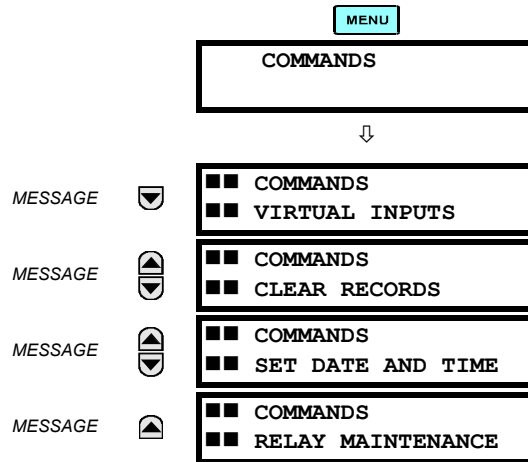 MENU
COMMANDS
⇩
MESSAGE ■■ COMMANDS
■■ VIRTUAL INPUTS
MESSAGE ■■ COMMANDS
■■ CLEAR RECORDS
MESSAGE ■■ COMMANDS
■■ SET DATE AND TIME
MESSAGE ■■ COMMANDS
■■ RELAY MAINTENANCE